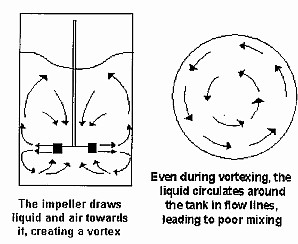 The impeller draws
liquid and air towards
it, creating a vortex
Even during vortexing, the
liquid circulates around
the tank in flow lines,
leading to poor mixing